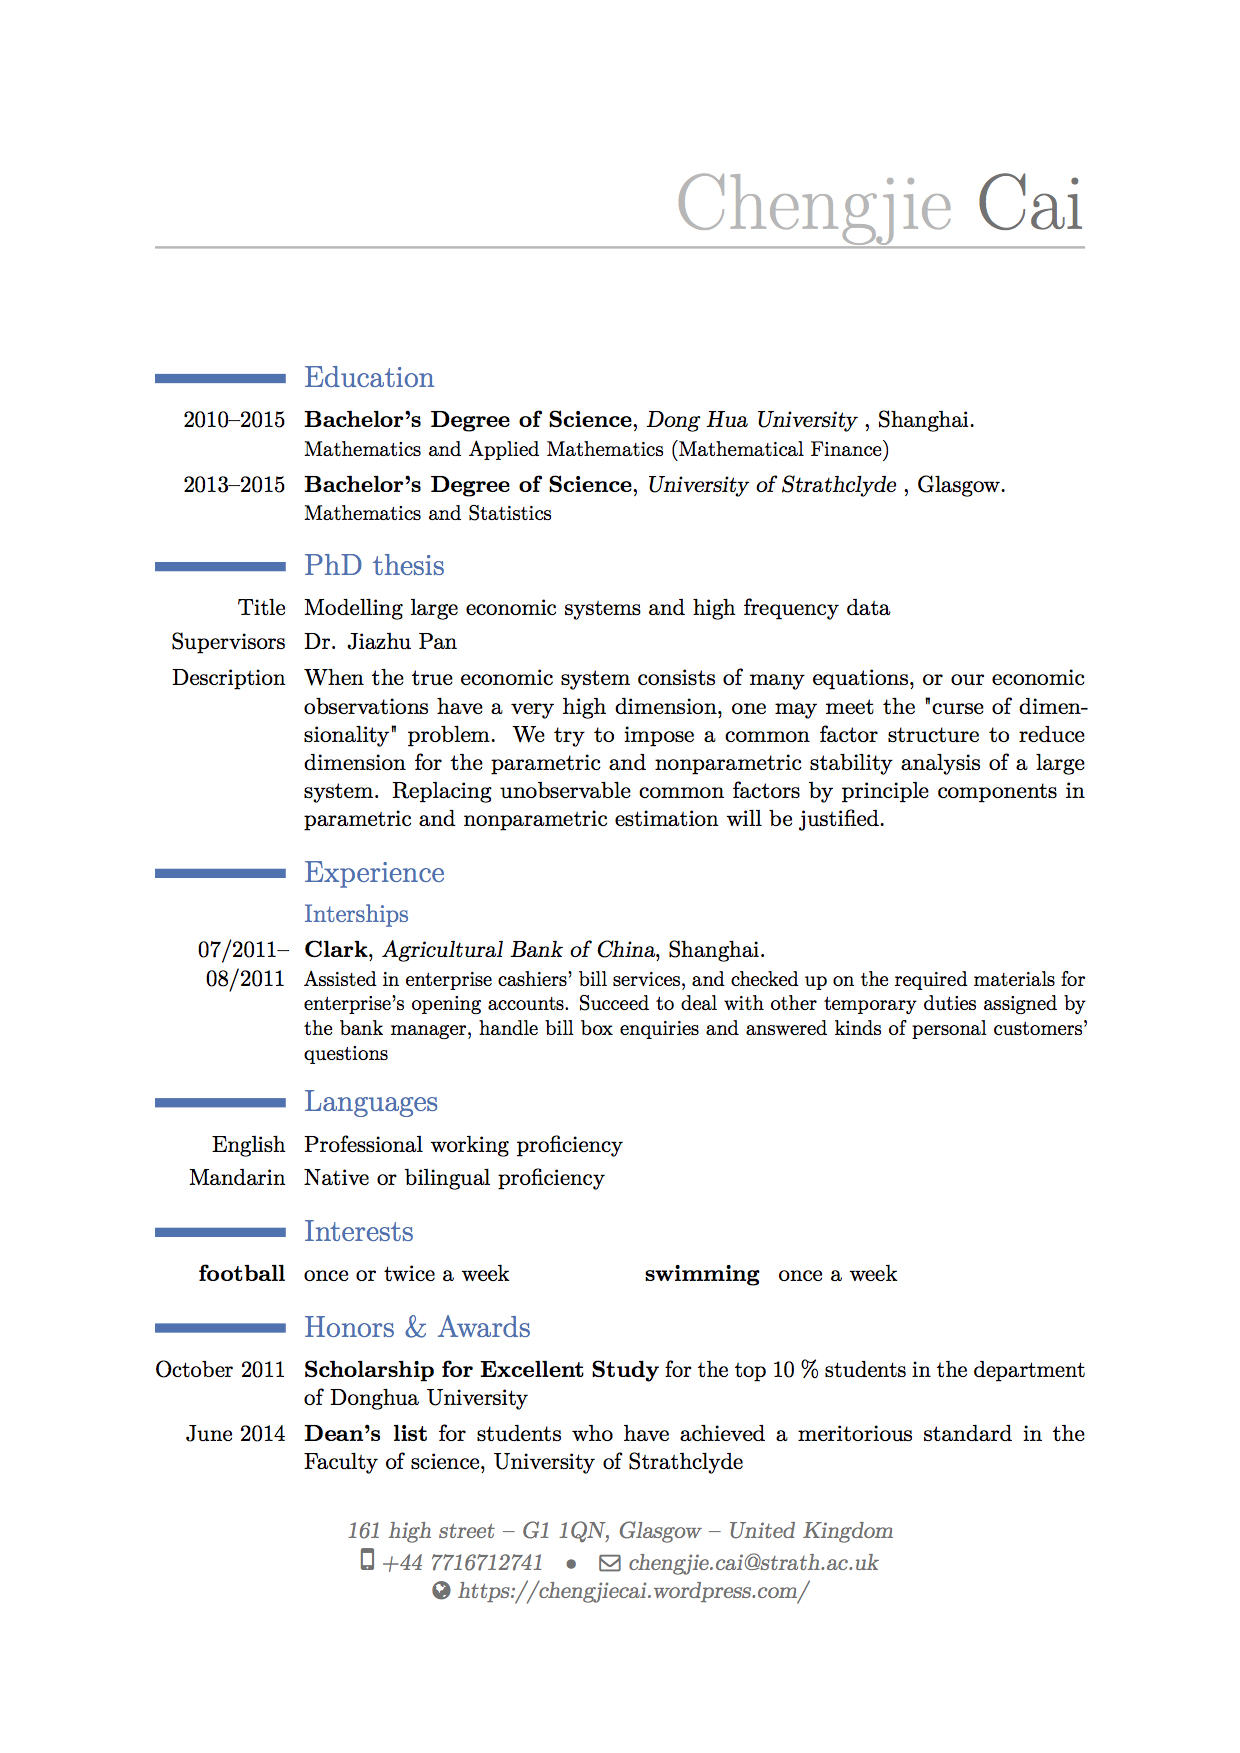 Chengjie Cai
Education
2010–2015 Bachelor's Degree of Science, Dong Hua University , Shanghai.
Mathematics and Applied Mathematics (Mathematical Finance)
2013–2015 Bachelor's Degree of Science, University of Strathclyde , Glasgow.
Mathematics and Statistics
PhD thesis
Title Modelling large economic systems and high frequency data
Supervisors Dr. Jiazhu Pan
Description When the true economic system consists of many equations, or our economic
observations have a very high dimension, one may meet the "curse of dimen-
sionality" problem. We try to impose a common factor structure to reduce
dimension for the parametric and nonparametric stability analysis of a large
system. Replacing unobservable common factors by principle components in
parametric and nonparametric estimation will be justified.
Experience
Interships
07/2011– Clark, Agricultural Bank of China, Shanghai.
08/2011 Assisted in enterprise cashiers' bill services, and checked up on the required materials for
enterprise's opening accounts. Succeed to deal with other temporary duties assigned by
the bank manager, handle bill box enquiries and answered kinds of personal customers'
questions
Languages
English Professional working proficiency
Mandarin Native or bilingual proficiency
Interests
football once or twice a week swimming once a week
Honors & Awards
October 2011 Scholarship for Excellent Study for the top 10 % students in the department
of Donghua University
June 2014 Dean's list for students who have achieved a meritorious standard in the
Faculty of science, University of Strathclyde
161 high street – G1 1QN, Glasgow – United Kingdom
+44 7716712741 • chengjie.cai@strath.ac.uk
https://chengjiecai.wordpress.com/